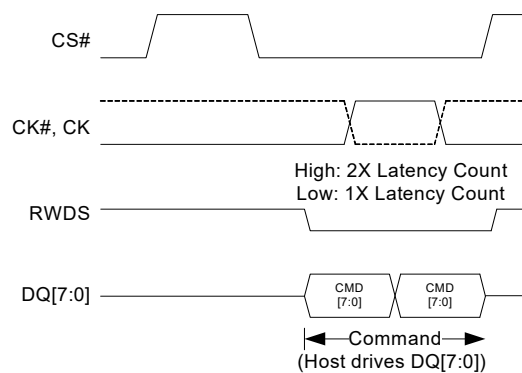 CS#
CK#, CK
High: 2X Latency Count
Low: 1X Latency Count
RWDS
DQ[7:0]
CMD
[7:0]
CMD
[7:0]
Command
(Host drives DQ[7:0])